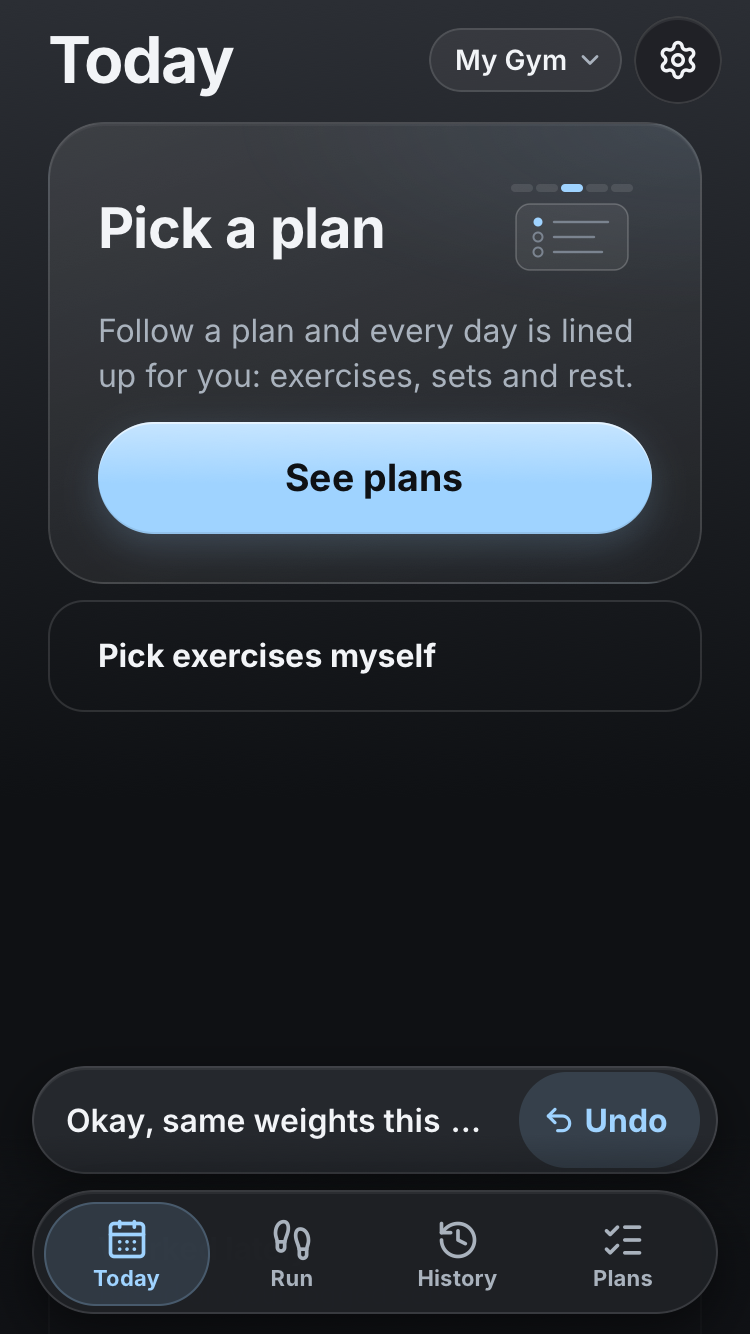 Today
My Gym
Pick a plan
Follow a plan and every day is lined
up for you: exercises, sets and rest.
See plans
Pick exercises myself
Okay, same weights this …
Undo
Today
Run
History
Plans